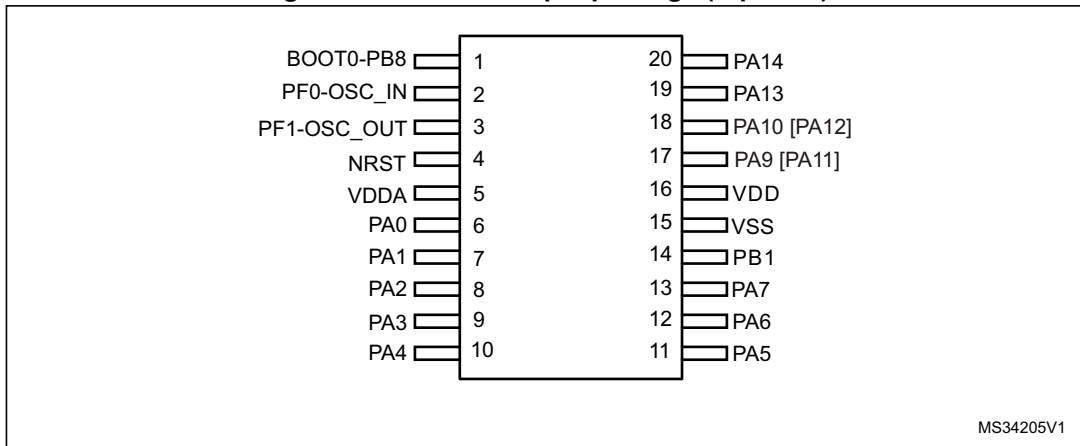 BOOT0-PB8 1 20 PA14
PF0-OSC_IN 2 19 PA13
PF1-OSC_OUT 3 18 PA10 [PA12]
NRST 4 17 PA9 [PA11]
VDDA 5 16 VDD
PA0 6 15 VSS
PA1 7 14 PB1
PA2 8 13 PA7
PA3 9 12 PA6
PA4 10 11 PA5
MS34205V1